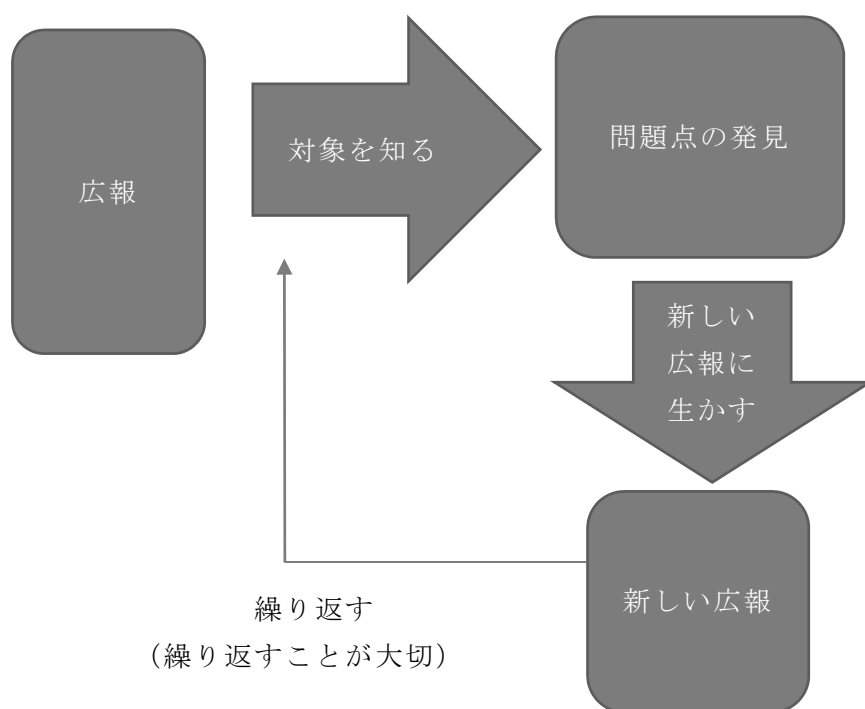 広報
対象を知る
問題点の発見
新しい
広報に
生かす
新しい広報
繰り返す
（繰り返すことが大切）